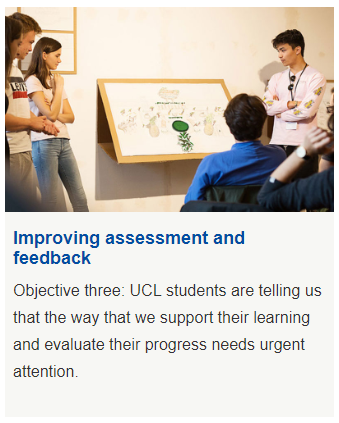 Improving assessment and
feedback
Objective three: UCL students are telling us
that the way that we support their learning
and evaluate their progress needs urgent
attention.